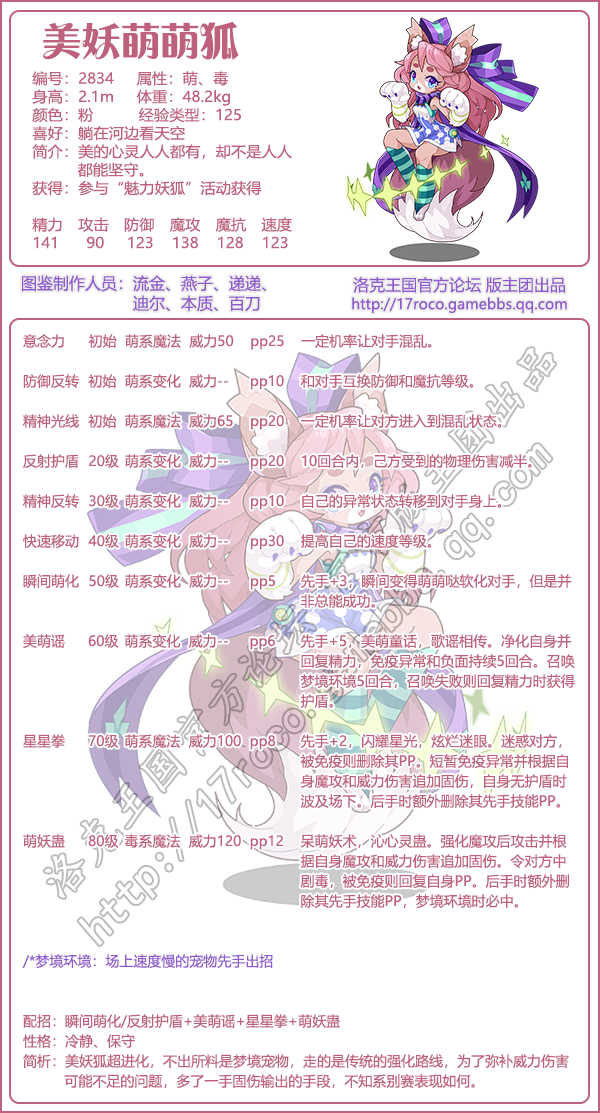 美妖萌萌狐
编号：2834 属性：萌、毒
身高：2.1m 体重：48.2kg
颜色：粉 经验类型：125
喜好：躺在河边看天空
简介：美的心灵人人都有，却不是人人
都能坚守。
获得：参与“魅力妖狐”活动获得
精力 攻击 防御 魔攻 魔抗 速度
141 90 123 138 128 123
图鉴制作人员：流金、燕子、递递、
迪尔、本质、百刀
洛克王国官方论坛 版主团出品
http://17roco.gamebbs.qq.com
意念力 初始 萌系魔法 威力50 pp25 一定机率让对手混乱。
防御反转 初始 萌系变化 威力-- pp10 和对手互换防御和魔抗等级。
精神光线 初始 萌系魔法 威力65 pp20 一定机率让对方进入到混乱状态。
反射护盾 20级 萌系变化 威力-- pp20 10回合内，己方受到的物理伤害减半。
精神反转 30级 萌系变化 威力-- pp10 自己的异常状态转移到对手身上。
快速移动 40级 萌系变化 威力-- pp30 提高自己的速度等级。
瞬间萌化 50级 萌系变化 威力-- pp5 先手+3，瞬间变得萌萌哒软化对手，但是并
非总能成功。
美萌谣 60级 萌系变化 威力-- pp6 先手+5，美萌童话，歌谣相传。净化自身并
回复精力，免疫异常和负面持续5回合。召唤
梦境环境5回合，召唤失败则回复精力时获得
护盾。
星星拳 70级 萌系魔法 威力100 pp8 先手+2，闪耀星光，炫烂迷眼。迷惑对方，
被免疫则删除其PP。短暂免疫异常并根据自
身魔攻和威力伤害追加固伤，自身无护盾时
波及场下。后手时额外删除其先手技能PP。
萌妖蛊 80级 毒系魔法 威力120 pp12 呆萌妖术，沁心灵蛊。强化魔攻后攻击并根
据自身魔攻和威力伤害追加固伤。令对方中
剧毒，被免疫则回复自身PP。后手时额外删
除其先手技能PP，梦境环境时必中。
/*梦境环境：场上速度慢的宠物先手出招
配招：瞬间萌化/反射护盾+美萌谣+星星拳+萌妖蛊
性格：冷静、保守
简析：美妖狐超进化，不出所料是梦境宠物，走的是传统的强化路线，为了弥补威力伤害
可能不足的问题，多了一手固伤输出的手段，不知系别赛表现如何。
洛克王国官方论坛 版主团出品
http://17roco.gamebbs.qq.com